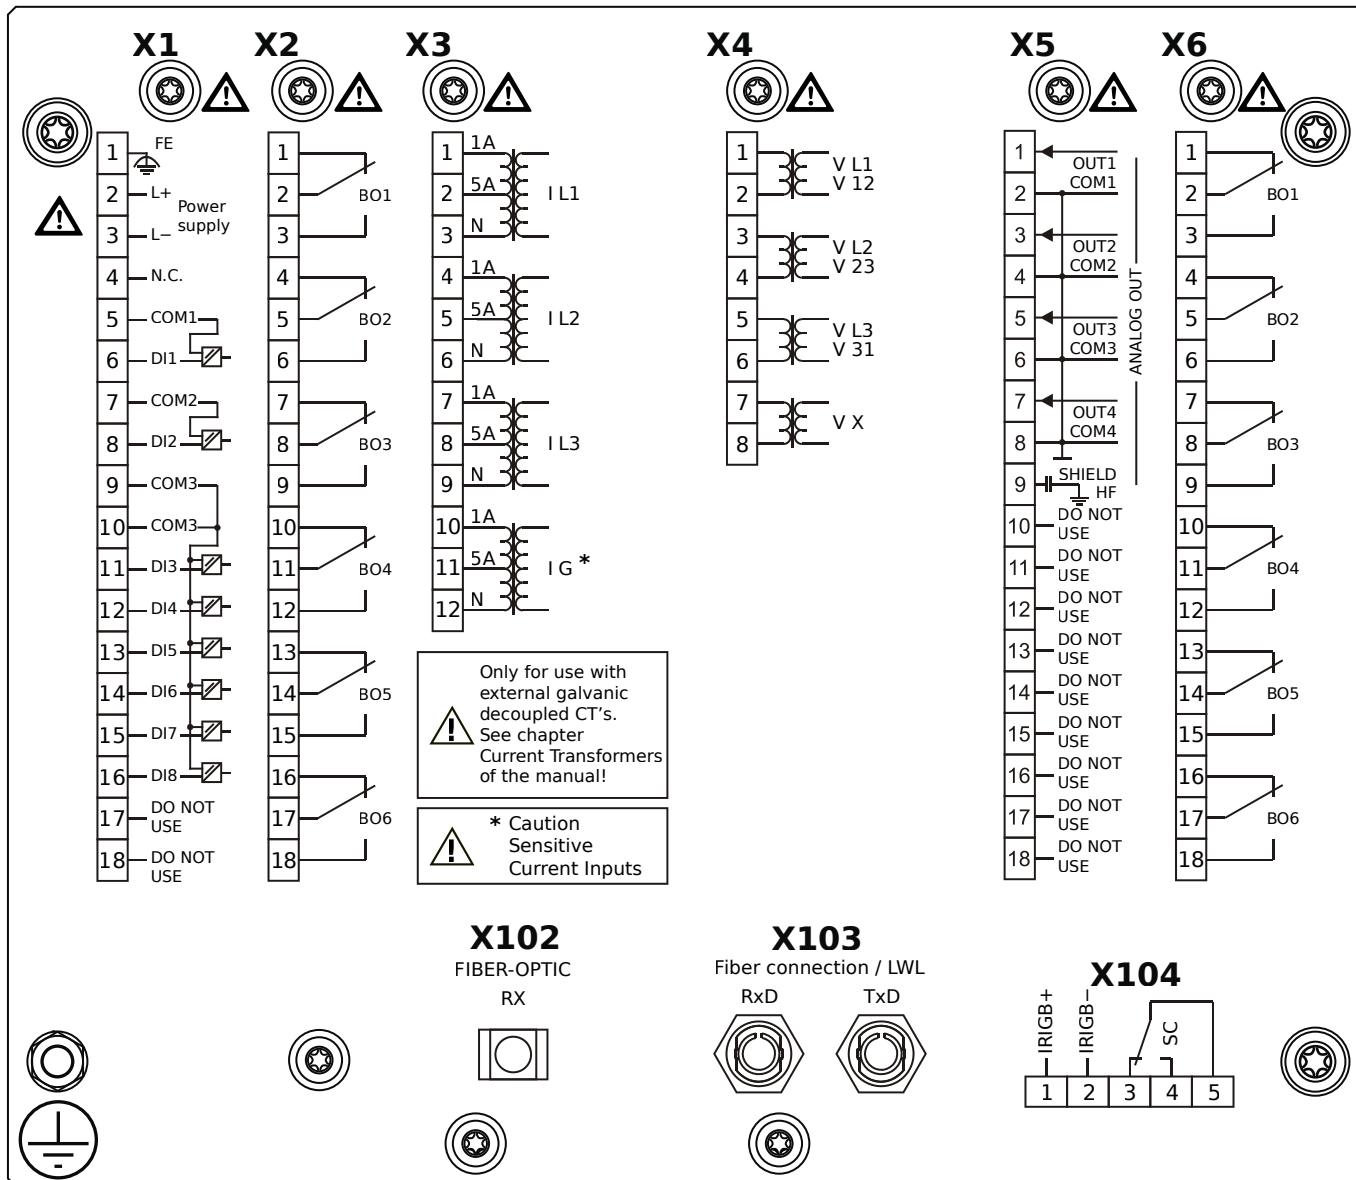 X1
X2
X3
X4
X5
X6
1 FE
2 L+
Power
supply
3 L−
4 N.C.
5 COM1
6 DI1
7 COM2
8 DI2
9 COM3
10 COM3
11 DI3
12 DI4
13 DI5
14 DI6
15 DI7
16 DI8
17 DO NOT
USE
18 DO NOT
USE
1
2 BO1
3
4
5 BO2
6
7
8 BO3
9
10
11 BO4
12
13
14 BO5
15
16
17 BO6
18
1 1A
2 5A I L1
3 N
4 1A
5 5A I L2
6 N
7 1A
8 5A I L3
9 N
10 1A
11 5A I G *
12 N
Only for use with
external galvanic
decoupled CT's.
See chapter
Current Transformers
of the manual!
* Caution
Sensitive
Current Inputs
1 V L1
2 V 12
3 V L2
4 V 23
5 V L3
6 V 31
7 V X
8
1 OUT1
2 COM1
3 OUT2
4 COM2
5 OUT3
6 COM3
7 OUT4
8 COM4
ANALOG OUT
9 SHIELD
HF
10 DO NOT
USE
11 DO NOT
USE
12 DO NOT
USE
13 DO NOT
USE
14 DO NOT
USE
15 DO NOT
USE
16 DO NOT
USE
17 DO NOT
USE
18 DO NOT
USE
1
2 BO1
3
4
5 BO2
6
7
8 BO3
9
10
11 BO4
12
13
14 BO5
15
16
17 BO6
18
X102
FIBER-OPTIC
RX
X103
Fiber connection / LWL
RxD TxD
X104
IRIGB+
IRIGB−
SC
1 2 3 4 5